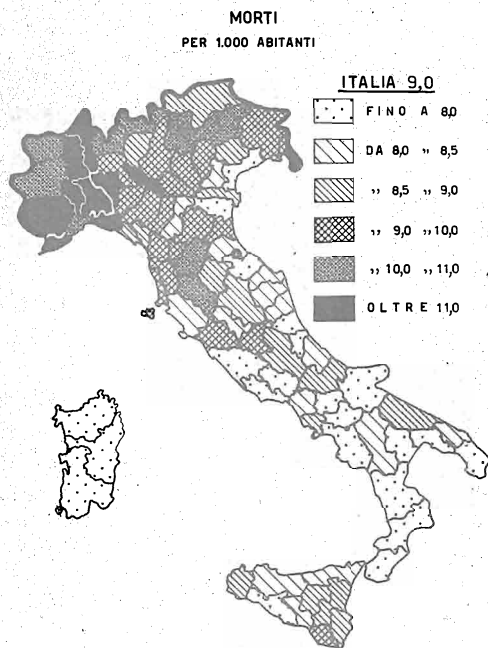 MORTI
PER 1.000 ABITANTI
ITALIA 9,0
FINO A 8,0
DA 8,0 „ 8,5
„ 8,5 „ 9,0
„ 9,0 „ 10,0
„ 10,0 „ 11,0
OLTRE 11,0